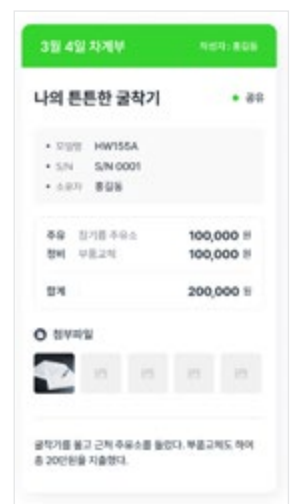 3월 4일 차계부
작성자 : 홍길동
나의 튼튼한 굴착기
공유
• 모델명 HW155A
• S/N S/N 0001
• 소유자 홍길동
주유 참기름 주유소 100,000 원
정비 부품교체 100,000 원
합계 200,000 원
첨부파일
굴착기를 몰고 근처 주유소를 들렀다. 부품교체도 하여
총 20만원을 지출했다.